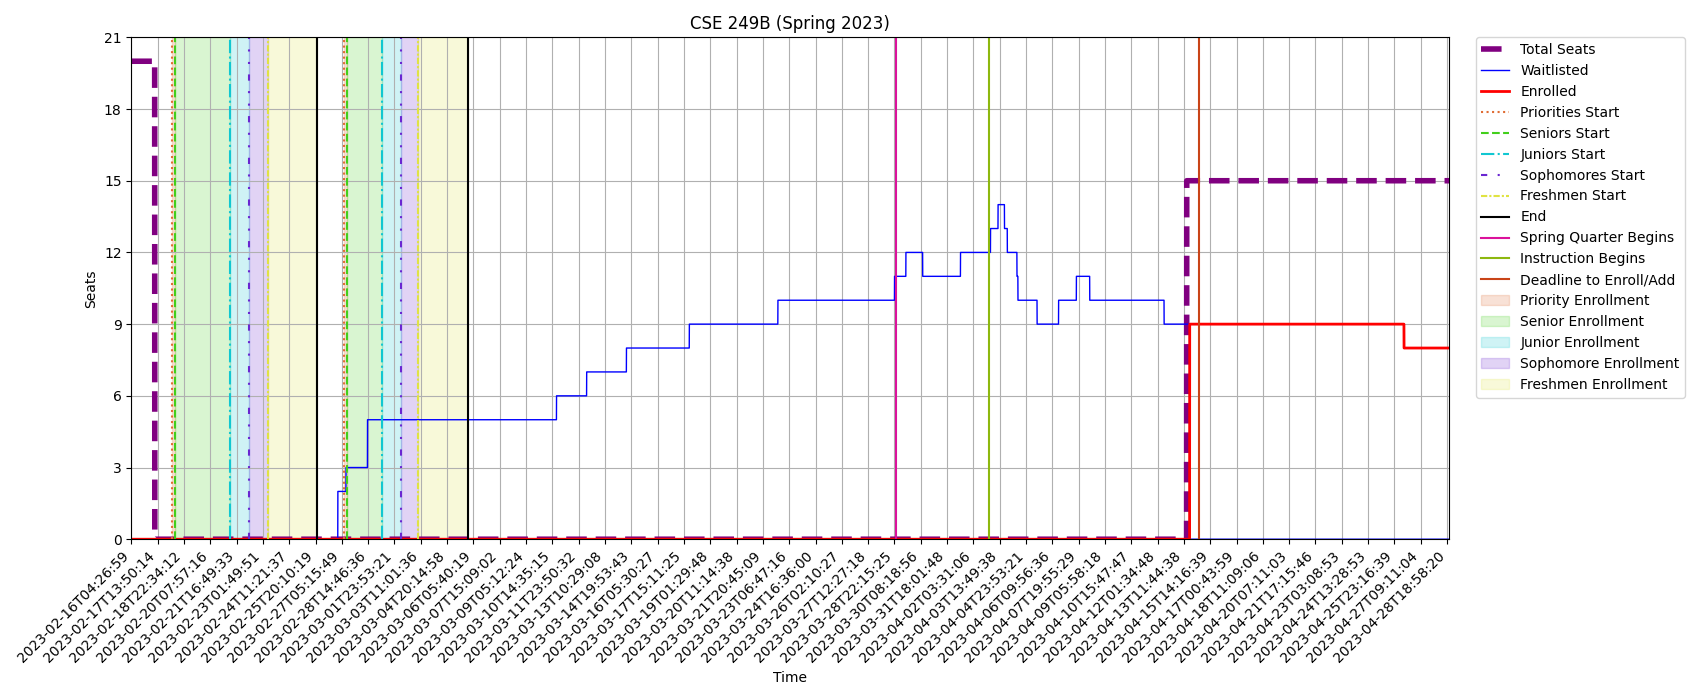 CSE 249B (Spring 2023)
Seats
21
18
15
12
9
6
3
0
2023-02-16T04:26:59
2023-02-17T13:50:14
2023-02-18T22:34:12
2023-02-20T07:57:16
2023-02-21T16:49:33
2023-02-23T01:49:51
2023-02-24T11:21:37
2023-02-25T20:10:19
2023-02-27T05:15:49
2023-02-28T14:46:36
2023-03-01T23:53:21
2023-03-03T11:01:36
2023-03-04T20:14:58
2023-03-06T05:40:19
2023-03-07T15:09:02
2023-03-09T05:12:24
2023-03-10T14:35:15
2023-03-11T23:50:32
2023-03-13T10:29:08
2023-03-14T19:53:43
2023-03-16T05:30:27
2023-03-17T15:11:25
2023-03-19T01:29:48
2023-03-20T11:14:38
2023-03-21T20:45:09
2023-03-23T06:47:16
2023-03-24T16:36:00
2023-03-26T02:10:27
2023-03-27T12:27:18
2023-03-28T22:15:25
2023-03-30T08:18:56
2023-03-31T18:01:48
2023-04-02T03:31:06
2023-04-03T13:49:38
2023-04-04T23:53:21
2023-04-06T09:56:36
2023-04-07T19:55:29
2023-04-09T05:58:18
2023-04-10T15:47:47
2023-04-12T01:34:48
2023-04-13T11:44:38
2023-04-15T14:16:39
2023-04-17T00:43:59
2023-04-18T11:09:06
2023-04-20T07:11:03
2023-04-21T17:15:46
2023-04-23T03:08:53
2023-04-24T13:28:53
2023-04-25T23:16:39
2023-04-27T09:11:04
2023-04-28T18:58:20
Time
Total Seats
Waitlisted
Enrolled
Priorities Start
Seniors Start
Juniors Start
Sophomores Start
Freshmen Start
End
Spring Quarter Begins
Instruction Begins
Deadline to Enroll/Add
Priority Enrollment
Senior Enrollment
Junior Enrollment
Sophomore Enrollment
Freshmen Enrollment